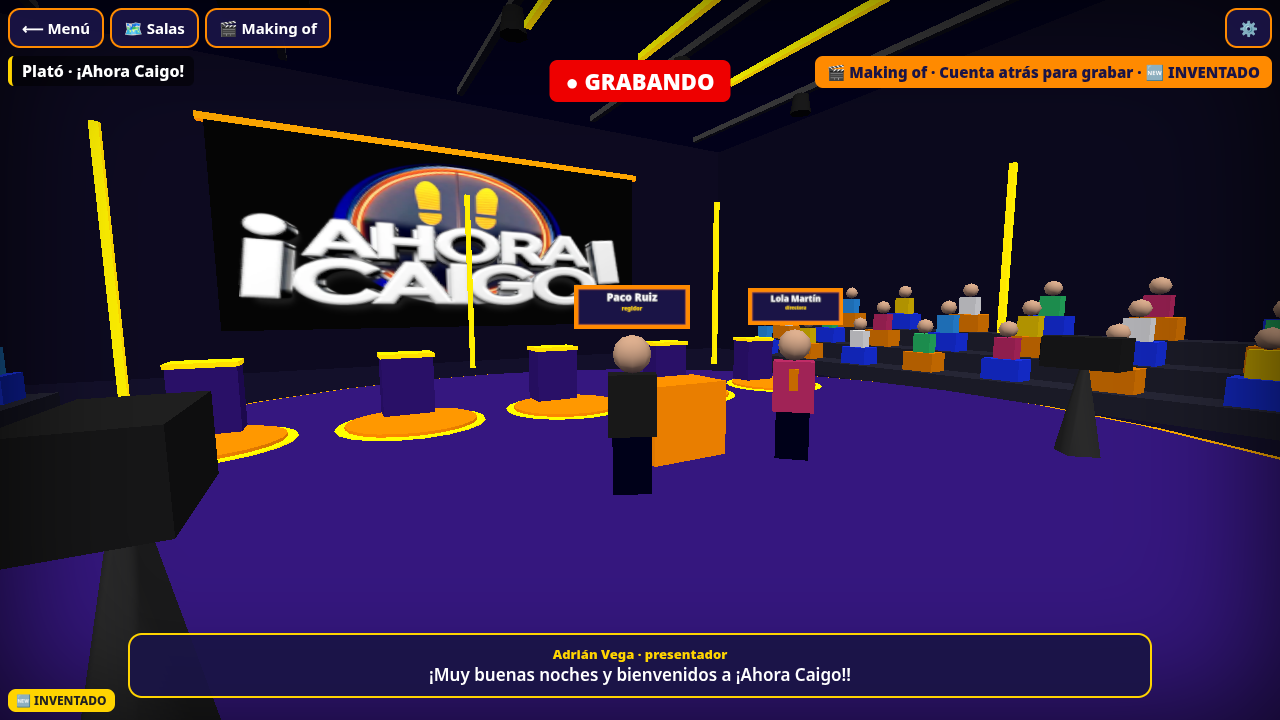 ⟵ Menú
🗺️ Salas
🎬 Making of
⚙️
Plató · ¡Ahora Caigo!
● GRABANDO
🎬 Making of · Cuenta atrás para grabar · 🆕 INVENTADO
¡AHORA
CAIGO!
Paco Ruiz
regidor
Lola Martín
directora
Adrián Vega · presentador
¡Muy buenas noches y bienvenidos a ¡Ahora Caigo!!
🆕 INVENTADO